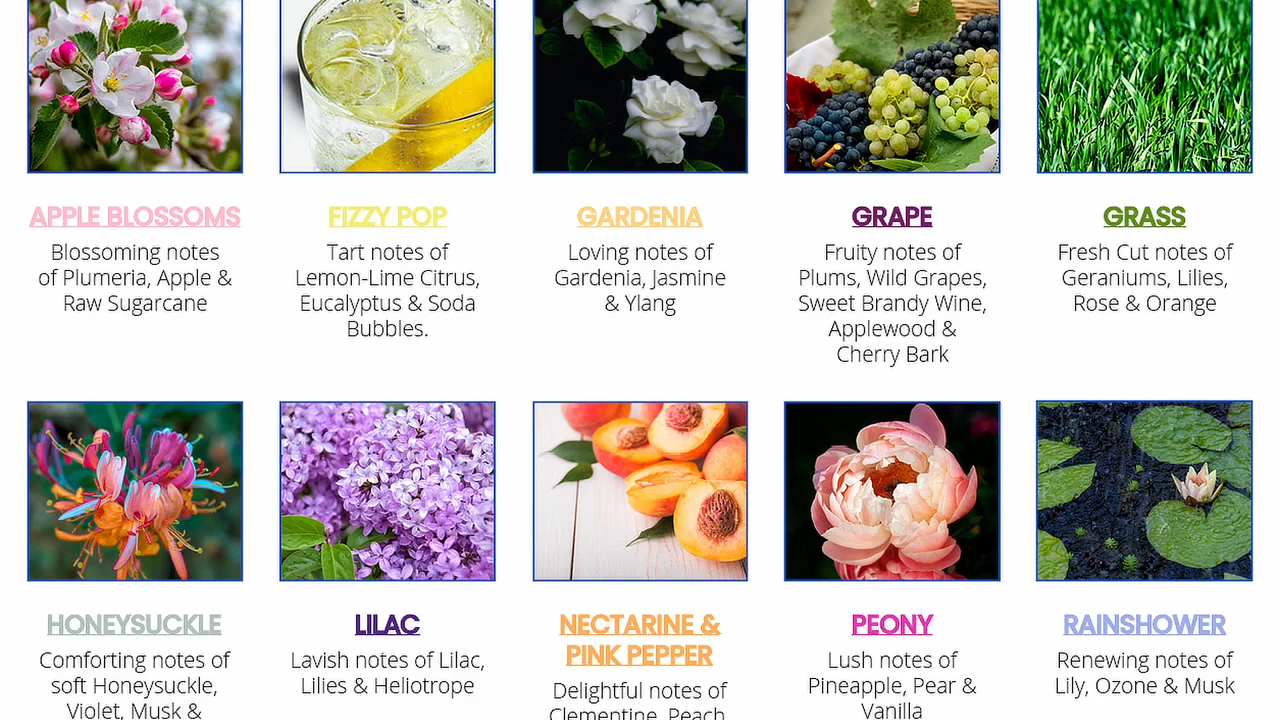 APPLE BLOSSOMS
Blossoming notes
of Plumeria, Apple &
Raw Sugarcane
FIZZY POP
Tart notes of
Lemon-Lime Citrus,
Eucalyptus & Soda
Bubbles.
GARDENIA
Loving notes of
Gardenia, Jasmine
& Ylang
GRAPE
Fruity notes of
Plums, Wild Grapes,
Sweet Brandy Wine,
Applewood &
Cherry Bark
GRASS
Fresh Cut notes of
Geraniums, Lilies,
Rose & Orange
HONEYSUCKLE
Comforting notes of
soft Honeysuckle,
Violet, Musk &
LILAC
Lavish notes of Lilac,
Lilies & Heliotrope
NECTARINE &
PINK PEPPER
Delightful notes of
Clementine, Peach
PEONY
Lush notes of
Pineapple, Pear &
Vanilla
RAINSHOWER
Renewing notes of
Lily, Ozone & Musk